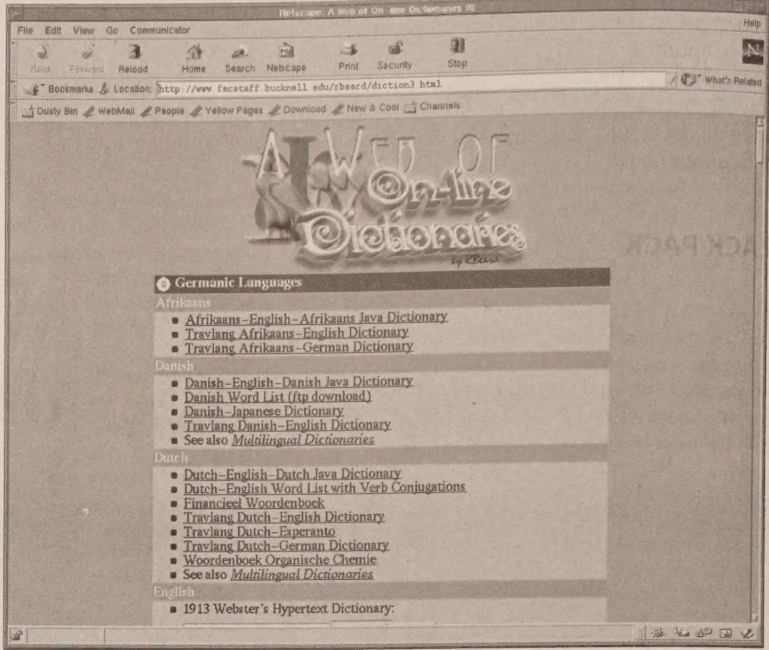 Netscape: A Web of On-line Dictionaries III
File Edit View Go Communicator Help
Back Forward Reload Home Search Netscape Print Security Stop
Bookmarks Location: http://www.facstaff.bucknell.edu/rbeard/diction3.html What's Related
Dusty Bin WebMail People Yellow Pages Download New & Cool Channels
A Web of
On-line
Dictionaries
by RBeard
Germanic Languages
Afrikaans
Afrikaans-English-Afrikaans Java Dictionary
Travlang Afrikaans-English Dictionary
Travlang Afrikaans-German Dictionary
Danish
Danish-English-Danish Java Dictionary
Danish Word List (ftp download)
Danish-Japanese Dictionary
Travlang Danish-English Dictionary
See also Multilingual Dictionaries
Dutch
Dutch-English-Dutch Java Dictionary
Dutch-English Word List with Verb Conjugations
Financieel Woordenboek
Travlang Dutch-English Dictionary
Travlang Dutch-Esperanto
Travlang Dutch-German Dictionary
Woordenboek Organische Chemie
See also Multilingual Dictionaries
English
1913 Webster's Hypertext Dictionary: